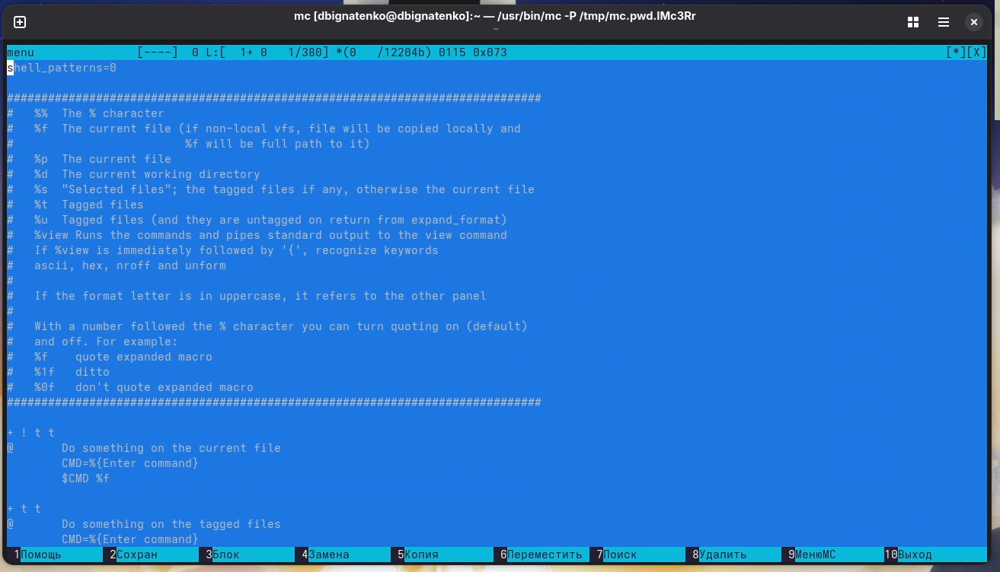 mc [dbignatenko@dbignatenko]:~ — /usr/bin/mc -P /tmp/mc.pwd.IMc3Rr
~
menu               [----]  0 L:[  1+ 0   1/380] *(0   /12204b) 0115 0x073                [*][X]
shell_patterns=0
##############################################################################
#   %%  The % character
#   %f  The current file (if non-local vfs, file will be copied locally and
#                         %f will be full path to it)
#   %p  The current file
#   %d  The current working directory
#   %s  "Selected files"; the tagged files if any, otherwise the current file
#   %t  Tagged files
#   %u  Tagged files (and they are untagged on return from expand_format)
#   %view Runs the commands and pipes standard output to the view command
#   If %view is immediately followed by '{', recognize keywords
#   ascii, hex, nroff and unform
#
#   If the format letter is in uppercase, it refers to the other panel
#
#   With a number followed the % character you can turn quoting on (default)
#   and off. For example:
#   %f    quote expanded macro
#   %1f   ditto
#   %0f   don't quote expanded macro
##############################################################################
+ ! t t
@       Do something on the current file
        CMD=%{Enter command}
        $CMD %f
+ t t
@       Do something on the tagged files
        CMD=%{Enter command}
1Помощь 2Сохран 3Блок 4Замена 5Копия 6Переместить 7Поиск 8Удалить 9МенюMC 10Выход